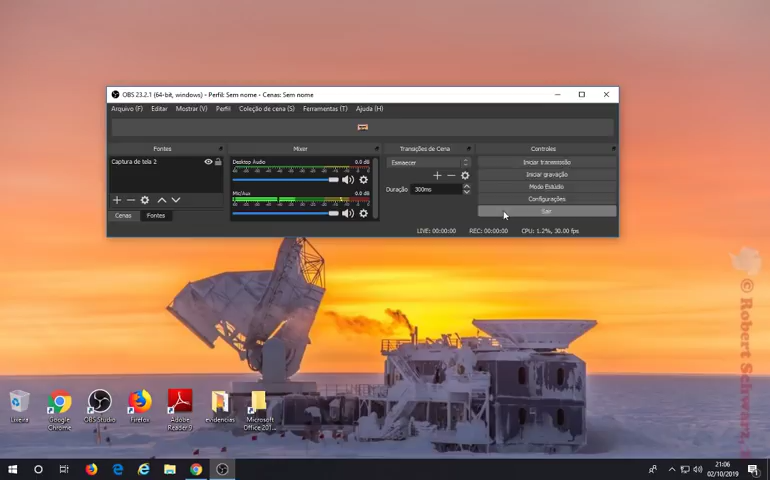 OBS 23.2.1 (64-bit, windows) - Perfil: Sem nome - Cenas: Sem nome
Arquivo (F) Editar Mostrar (V) Perfil Coleção de cena (S) Ferramentas (T) Ajuda (H)
Fontes Mixer Transições de Cena Controles
Captura de tela 2
Desktop Audio 0.0 dB
Mic/Aux 0.0 dB
Esmaecer
Duração 300ms
Iniciar transmissão
Iniciar gravação
Modo Estúdio
Configurações
Sair
Cenas Fontes
LIVE: 00:00:00 REC: 00:00:00 CPU: 1.2%, 30.00 fps
© Robert Schwarz,
Lixeira
Google Chrome
OBS Studio
Firefox
Adobe Reader 9
evidencias
Microsoft Office 201...
21:06
02/10/2019